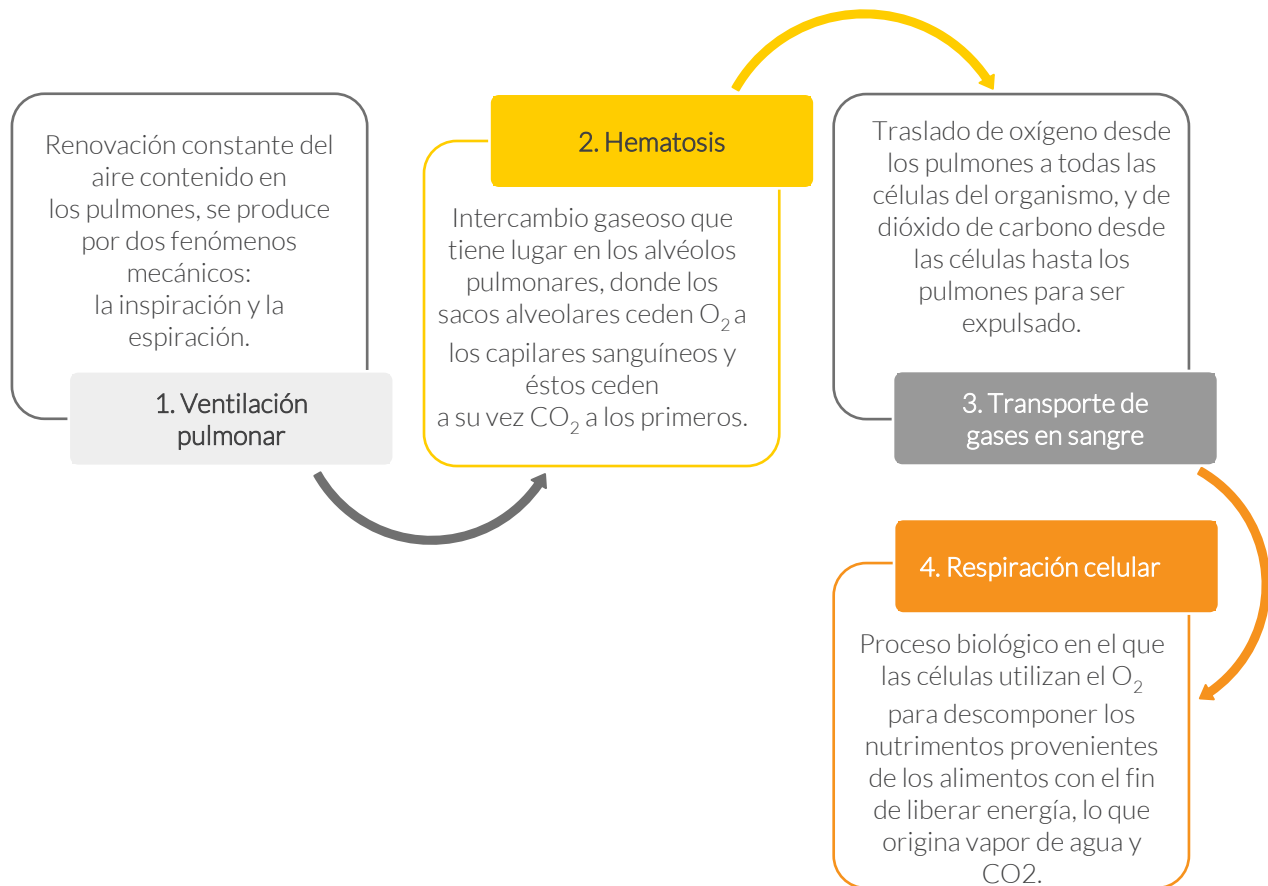 Renovación constante del
aire contenido en
los pulmones, se produce
por dos fenómenos
mecánicos:
la inspiración y la
espiración.
1. Ventilación
pulmonar
2. Hematosis
Intercambio gaseoso que
tiene lugar en los alvéolos
pulmonares, donde los
sacos alveolares ceden O₂ a
los capilares sanguíneos y
éstos ceden
a su vez CO₂ a los primeros.
Traslado de oxígeno desde
los pulmones a todas las
células del organismo, y de
dióxido de carbono desde
las células hasta los
pulmones para ser
expulsado.
3. Transporte de
gases en sangre
4. Respiración celular
Proceso biológico en el que
las células utilizan el O₂
para descomponer los
nutrimentos provenientes
de los alimentos con el fin
de liberar energía, lo que
origina vapor de agua y
CO2.